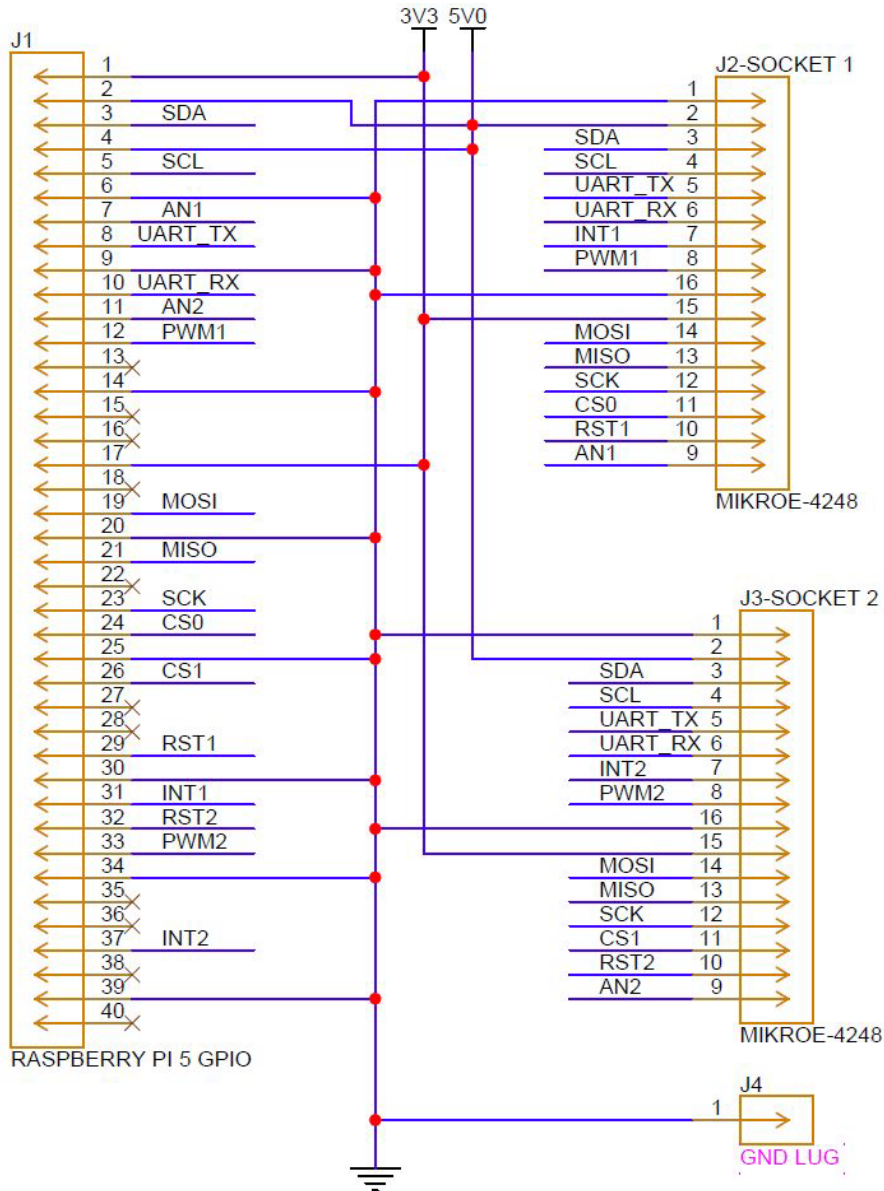 3V3 5V0
J1
1
2
3 SDA
4
5 SCL
6
7 AN1
8 UART_TX
9
10 UART_RX
11 AN2
12 PWM1
13
14
15
16
17
18
19 MOSI
20
21 MISO
22
23 SCK
24 CS0
25
26 CS1
27
28
29 RST1
30
31 INT1
32 RST2
33 PWM2
34
35
36
37 INT2
38
39
40
RASPBERRY PI 5 GPIO
J2-SOCKET 1
1
2
SDA 3
SCL 4
UART_TX 5
UART_RX 6
INT1 7
PWM1 8
16
15
MOSI 14
MISO 13
SCK 12
CS0 11
RST1 10
AN1 9
MIKROE-4248
J3-SOCKET 2
1
2
SDA 3
SCL 4
UART_TX 5
UART_RX 6
INT2 7
PWM2 8
16
15
MOSI 14
MISO 13
SCK 12
CS1 11
RST2 10
AN2 9
MIKROE-4248
J4
1
GND LUG